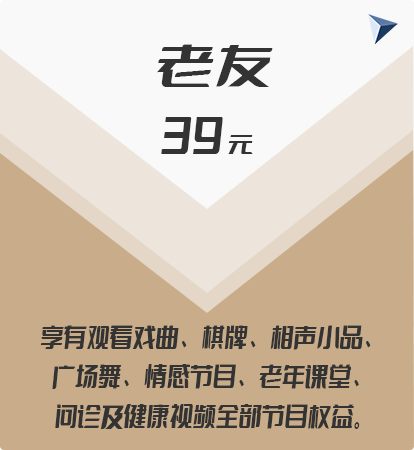 老友
39元
享有观看戏曲、棋牌、相声小品、
广场舞、情感节目、老年课堂、
问诊及健康视频全部节目权益。